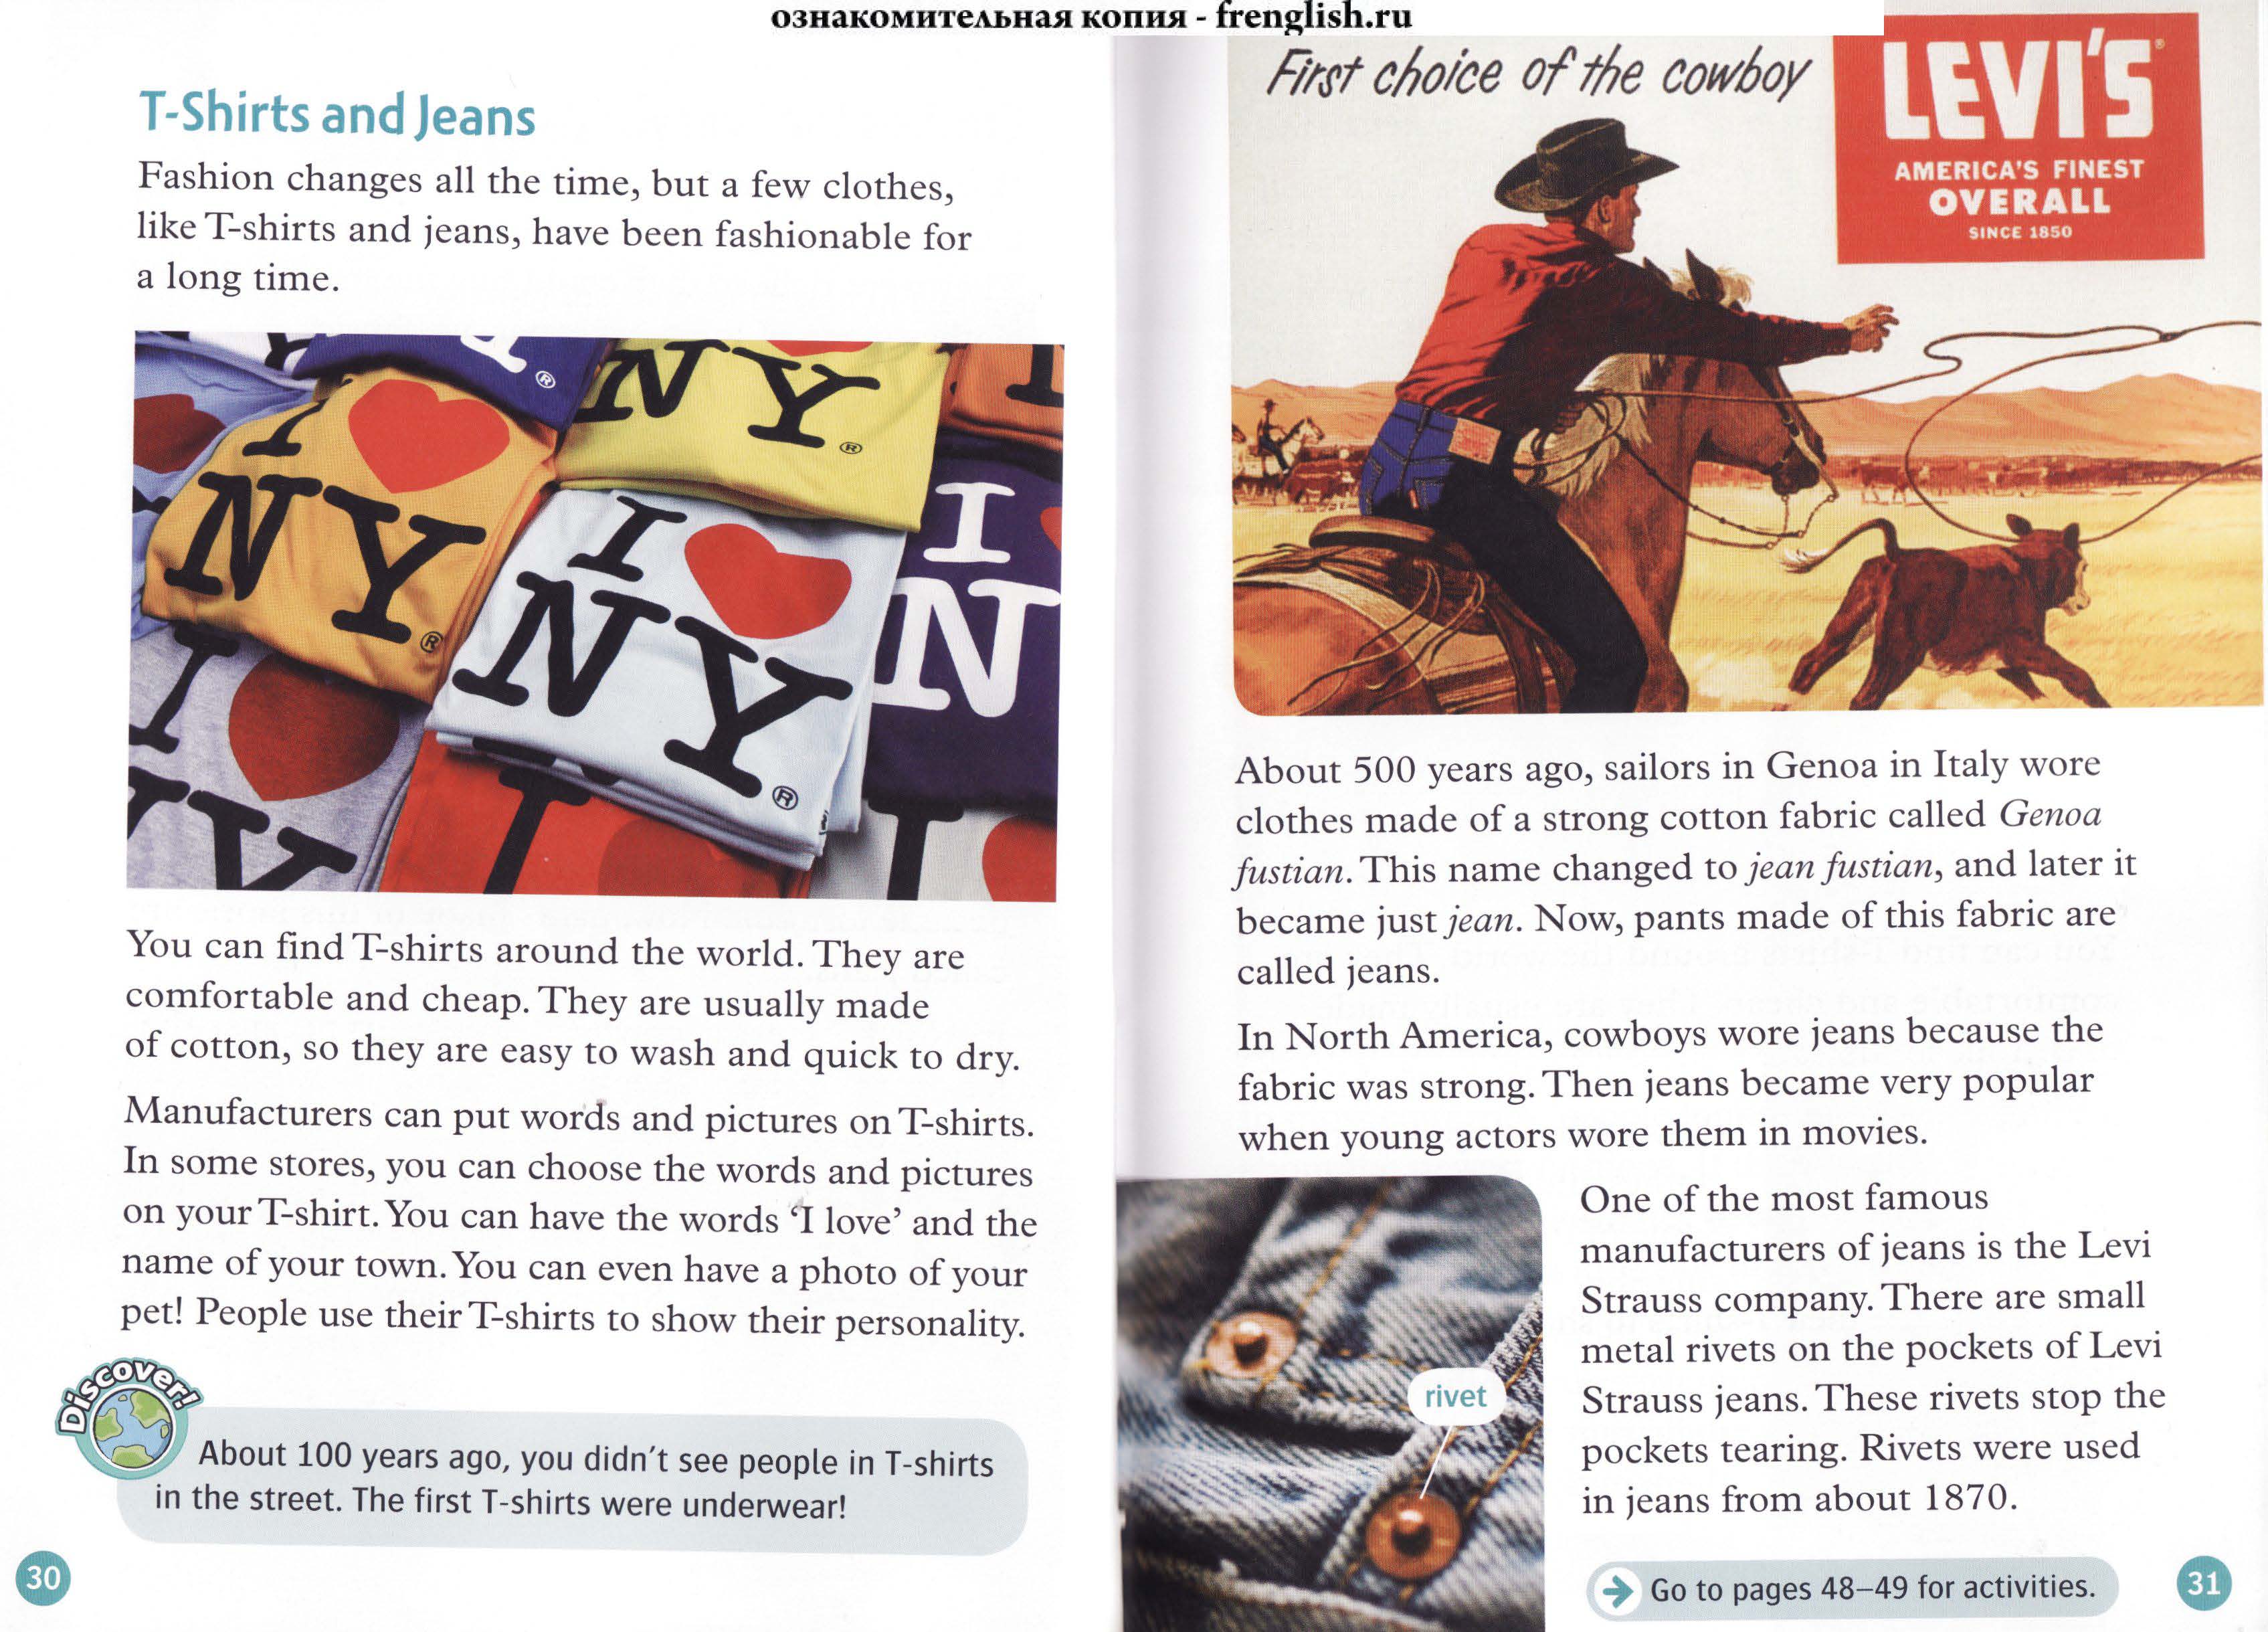 ознакомительная копия - frenglish.ru
T-Shirts and Jeans
Fashion changes all the time, but a few clothes,
like T-shirts and jeans, have been fashionable for
a long time.
NY®
I NY®
I NY®
I N
I NY
I
I
You can find T-shirts around the world. They are
comfortable and cheap. They are usually made
of cotton, so they are easy to wash and quick to dry.
Manufacturers can put words and pictures on T-shirts.
In some stores, you can choose the words and pictures
on your T-shirt. You can have the words ‘I love’ and the
name of your town. You can even have a photo of your
pet! People use their T-shirts to show their personality.
Discover!
About 100 years ago, you didn't see people in T-shirts
in the street. The first T-shirts were underwear!
30
First choice of the cowboy
LEVI'S®
AMERICA'S FINEST
OVERALL
SINCE 1850
About 500 years ago, sailors in Genoa in Italy wore
clothes made of a strong cotton fabric called Genoa
fustian. This name changed to jean fustian, and later it
became just jean. Now, pants made of this fabric are
called jeans.
In North America, cowboys wore jeans because the
fabric was strong. Then jeans became very popular
when young actors wore them in movies.
rivet
One of the most famous
manufacturers of jeans is the Levi
Strauss company. There are small
metal rivets on the pockets of Levi
Strauss jeans. These rivets stop the
pockets tearing. Rivets were used
in jeans from about 1870.
Go to pages 48–49 for activities.
31